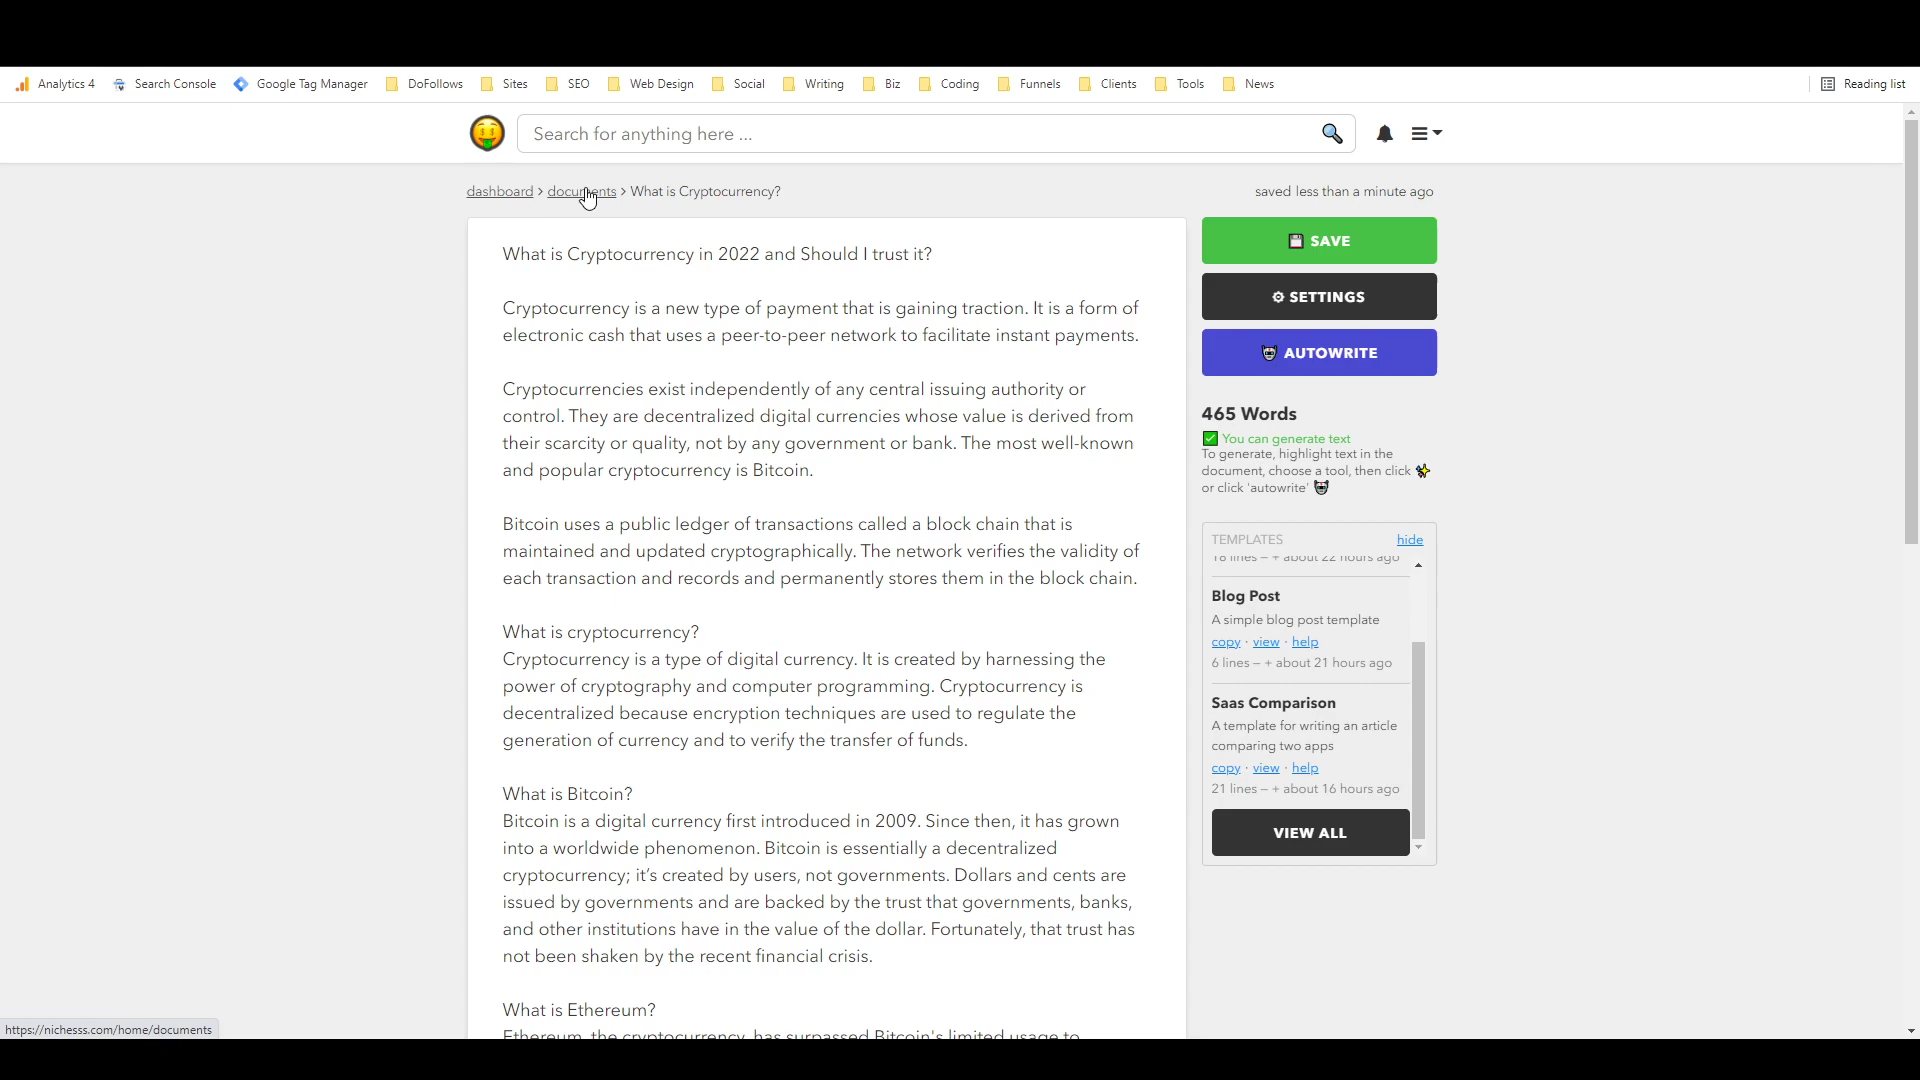 Analytics 4 Search Console Google Tag Manager DoFollows Sites SEO Web Design Social Writing Biz Coding Funnels Clients Tools News Reading list
Search for anything here ...
dashboard > documents > What is Cryptocurrency?
saved less than a minute ago
What is Cryptocurrency in 2022 and Should I trust it?
Cryptocurrency is a new type of payment that is gaining traction. It is a form of
electronic cash that uses a peer-to-peer network to facilitate instant payments.
Cryptocurrencies exist independently of any central issuing authority or
control. They are decentralized digital currencies whose value is derived from
their scarcity or quality, not by any government or bank. The most well-known
and popular cryptocurrency is Bitcoin.
Bitcoin uses a public ledger of transactions called a block chain that is
maintained and updated cryptographically. The network verifies the validity of
each transaction and records and permanently stores them in the block chain.
What is cryptocurrency?
Cryptocurrency is a type of digital currency. It is created by harnessing the
power of cryptography and computer programming. Cryptocurrency is
decentralized because encryption techniques are used to regulate the
generation of currency and to verify the transfer of funds.
What is Bitcoin?
Bitcoin is a digital currency first introduced in 2009. Since then, it has grown
into a worldwide phenomenon. Bitcoin is essentially a decentralized
cryptocurrency; it's created by users, not governments. Dollars and cents are
issued by governments and are backed by the trust that governments, banks,
and other institutions have in the value of the dollar. Fortunately, that trust has
not been shaken by the recent financial crisis.
What is Ethereum?
Ethereum, the cryptocurrency, has surpassed Bitcoin's limited usage to
SAVE
SETTINGS
AUTOWRITE
465 Words
You can generate text
To generate, highlight text in the
document, choose a tool, then click
or click 'autowrite'
TEMPLATES hide
18 lines — + about 22 hours ago
Blog Post
A simple blog post template
copy · view · help
6 lines — + about 21 hours ago
Saas Comparison
A template for writing an article
comparing two apps
copy · view · help
21 lines — + about 16 hours ago
VIEW ALL
https://nichesss.com/home/documents